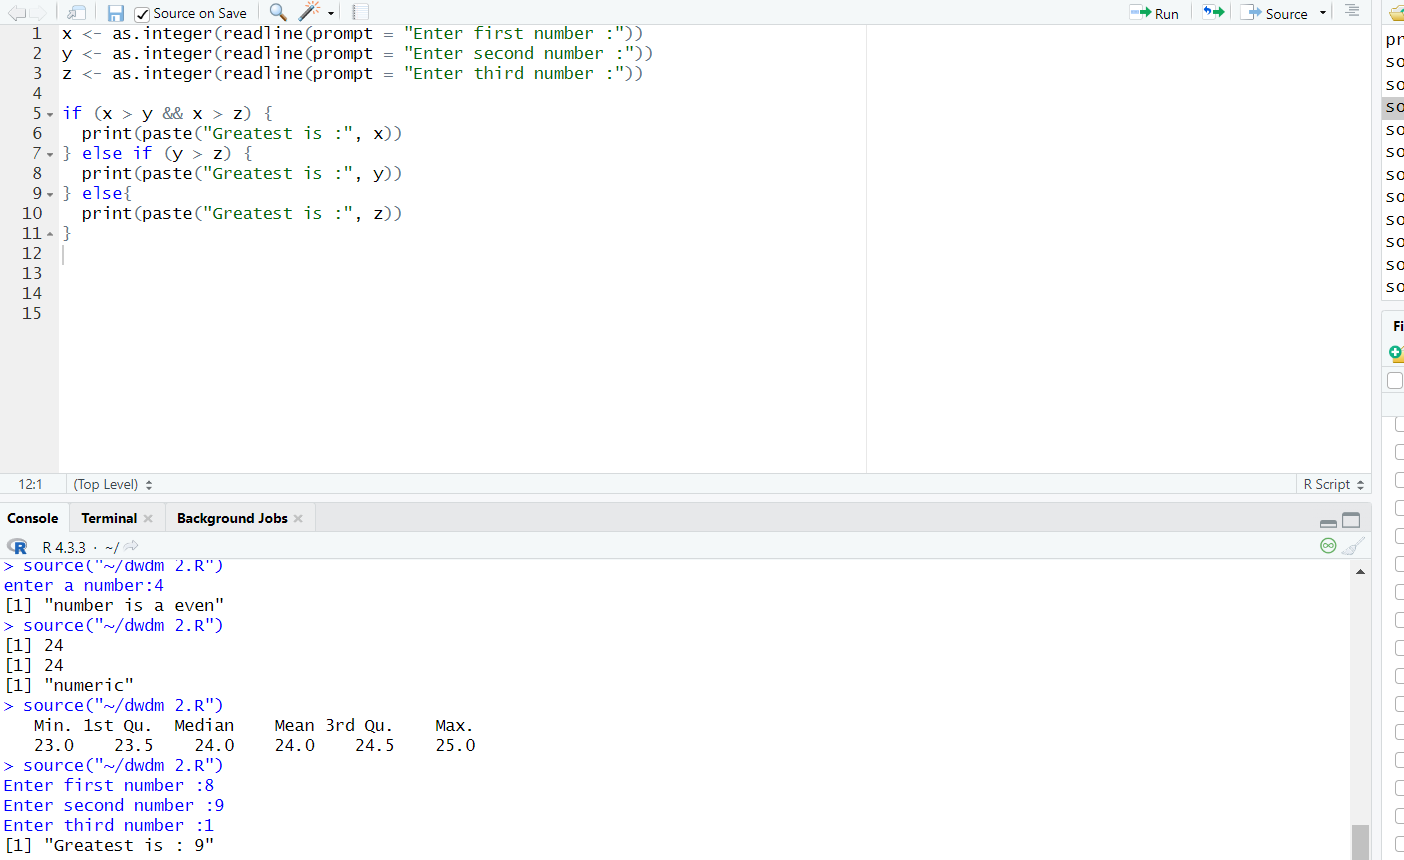 Source on Save
Run
Source
1 x <- as.integer(readline(prompt = "Enter first number :"))
2 y <- as.integer(readline(prompt = "Enter second number :"))
3 z <- as.integer(readline(prompt = "Enter third number :"))
4
5 if (x > y && x > z) {
6   print(paste("Greatest is :", x))
7 } else if (y > z) {
8   print(paste("Greatest is :", y))
9 } else{
10   print(paste("Greatest is :", z))
11 }
12
13
14
15
12:1 (Top Level) R Script
Console Terminal Background Jobs
R R 4.3.3 · ~/
> source("~/dwdm 2.R")
enter a number:4
[1] "number is a even"
> source("~/dwdm 2.R")
[1] 24
[1] 24
[1] "numeric"
> source("~/dwdm 2.R")
   Min. 1st Qu.  Median    Mean 3rd Qu.    Max.
   23.0    23.5    24.0    24.0    24.5    25.0
> source("~/dwdm 2.R")
Enter first number :8
Enter second number :9
Enter third number :1
[1] "Greatest is : 9"
pr
so
so
so
so
so
so
so
so
so
so
so
Fi